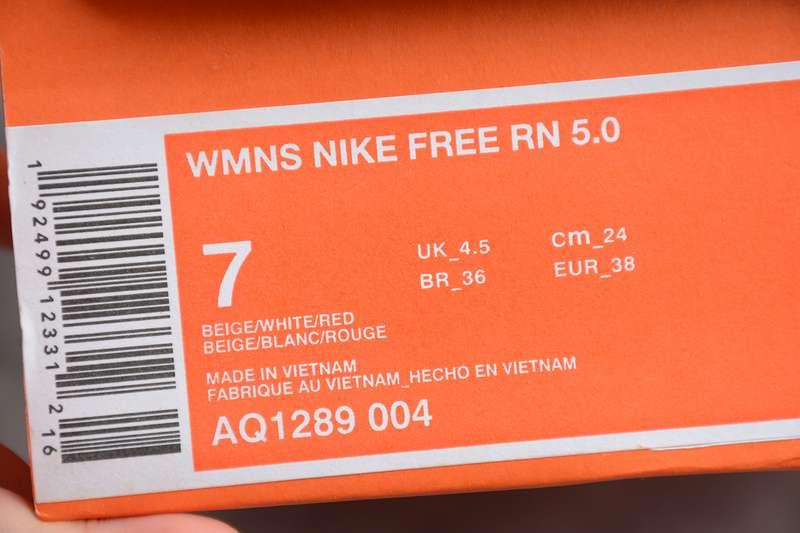 WMNS NIKE FREE RN 5.0
7
UK_4.5
Cm_24
BR_36
EUR_38
BEIGE/WHITE/RED
BEIGE/BLANC/ROUGE
MADE IN VIETNAM
FABRIQUE AU VIETNAM_HECHO EN VIETNAM
AQ1289 004
1 92499 12331 2 16